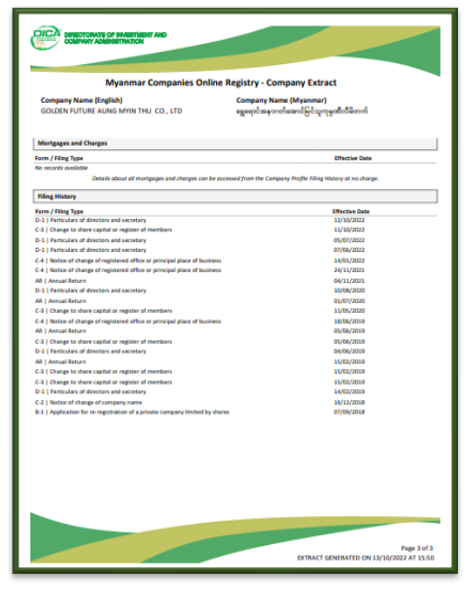 DICA
DIRECTORATE OF INVESTMENT AND
COMPANY ADMINISTRATION
Myanmar Companies Online Registry - Company Extract
Company Name (English) Company Name (Myanmar)
GOLDEN FUTURE AUNG MYIN THU CO., LTD
Mortgages and Charges
Form / Filing Type Effective Date
No records available
Details about all mortgages and charges can be accessed from the Company Profile Filing History at no charge.
Filing History
Form / Filing Type Effective Date
D-1 | Particulars of directors and secretary 12/10/2022
C-3 | Change to share capital or register of members 11/10/2022
D-1 | Particulars of directors and secretary 05/07/2022
D-1 | Particulars of directors and secretary 07/06/2022
C-4 | Notice of change of registered office or principal place of business 14/01/2022
C-4 | Notice of change of registered office or principal place of business 24/11/2021
AR | Annual Return 04/11/2021
D-1 | Particulars of directors and secretary 10/08/2020
AR | Annual Return 01/07/2020
C-3 | Change to share capital or register of members 11/05/2020
C-4 | Notice of change of registered office or principal place of business 18/06/2019
AR | Annual Return 05/06/2019
C-3 | Change to share capital or register of members 05/06/2019
D-1 | Particulars of directors and secretary 04/06/2019
AR | Annual Return 15/02/2019
C-3 | Change to share capital or register of members 15/02/2019
C-3 | Change to share capital or register of members 15/02/2019
D-1 | Particulars of directors and secretary 14/02/2019
C-2 | Notice of change of company name 16/12/2018
B-1 | Application for re-registration of a private company limited by shares 07/09/2018
Page 3 of 3
EXTRACT GENERATED ON 13/10/2022 AT 15:50